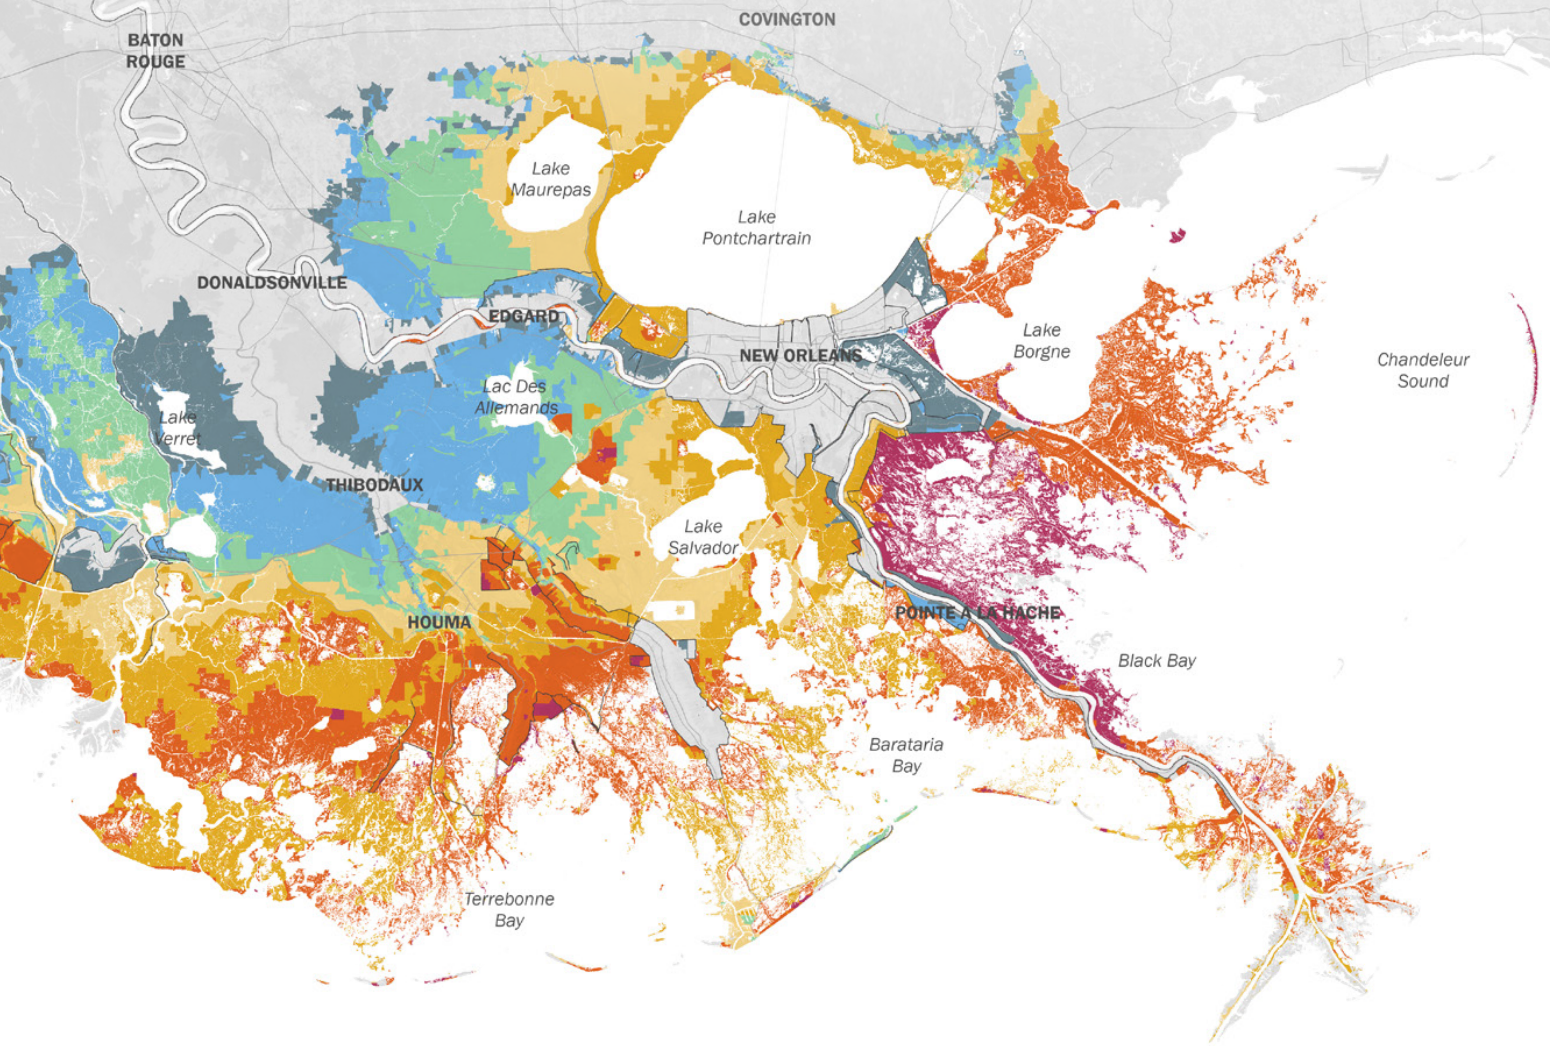 COVINGTON
BATON
ROUGE
Lake
Maurepas
Lake
Pontchartrain
DONALDSONVILLE
EDGARD
Lake
Borgne
NEW ORLEANS
Chandeleur
Sound
Lac Des
Allemands
Lake
Verret
THIBODAUX
Lake
Salvador
POINTE A LA HACHE
HOUMA
Black Bay
Barataria
Bay
Terrebonne
Bay